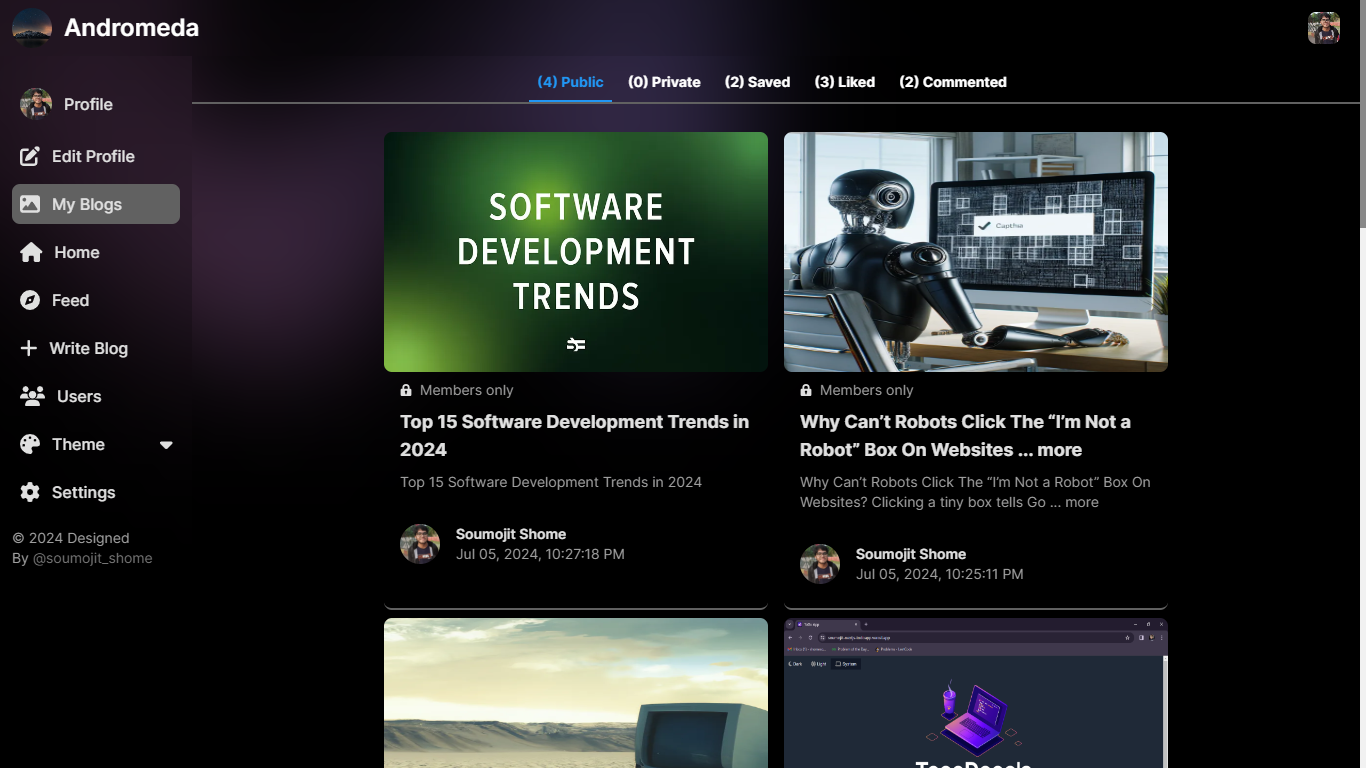 Andromeda
(4) Public
(0) Private
(2) Saved
(3) Liked
(2) Commented
Profile
Edit Profile
My Blogs
Home
Feed
Write Blog
Users
Theme
Settings
© 2024 Designed
By @soumojit_shome
SOFTWARE
DEVELOPMENT
TRENDS
Members only
Top 15 Software Development Trends in
2024
Top 15 Software Development Trends in 2024
Soumojit Shome
Jul 05, 2024, 10:27:18 PM
Members only
Why Can’t Robots Click The “I’m Not a
Robot” Box On Websites ... more
Why Can’t Robots Click The “I’m Not a Robot” Box On
Websites? Clicking a tiny box tells Go ... more
Soumojit Shome
Jul 05, 2024, 10:25:11 PM
Dark
Light
System